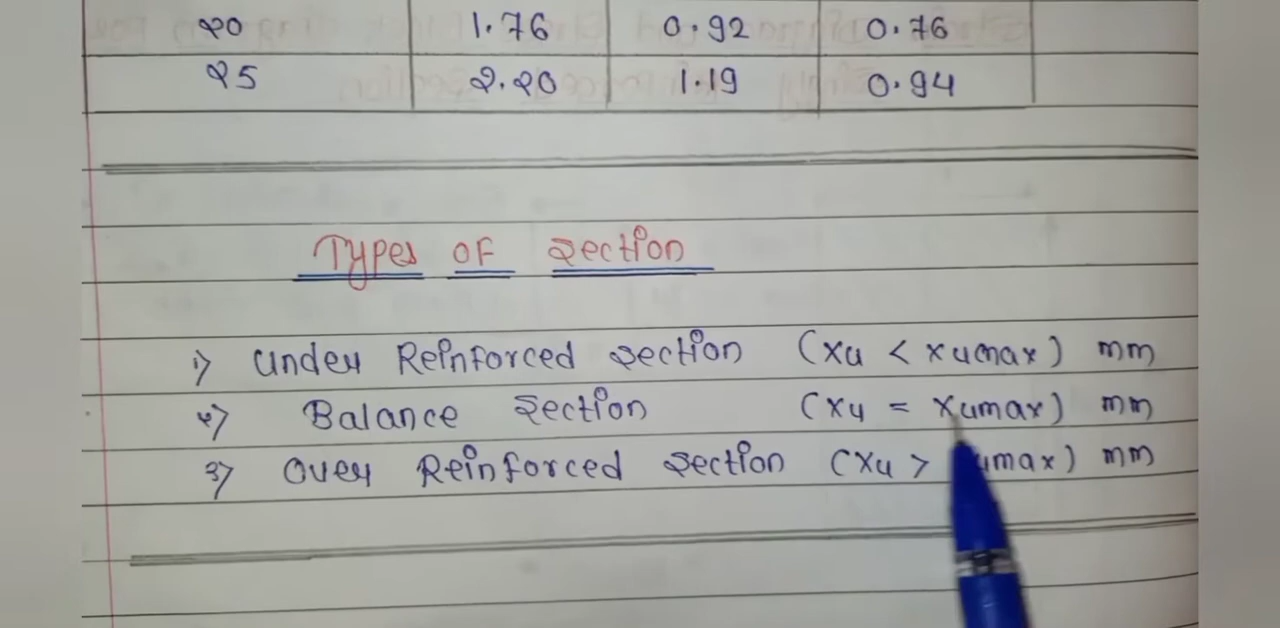 20 1.76 0.92 0.76
25 2.20 1.19 0.94
Types of section
1) Under Reinforced section (xu < xumax) mm
2) Balance section (xu = xumax) mm
3) Over Reinforced section (xu > umax) mm